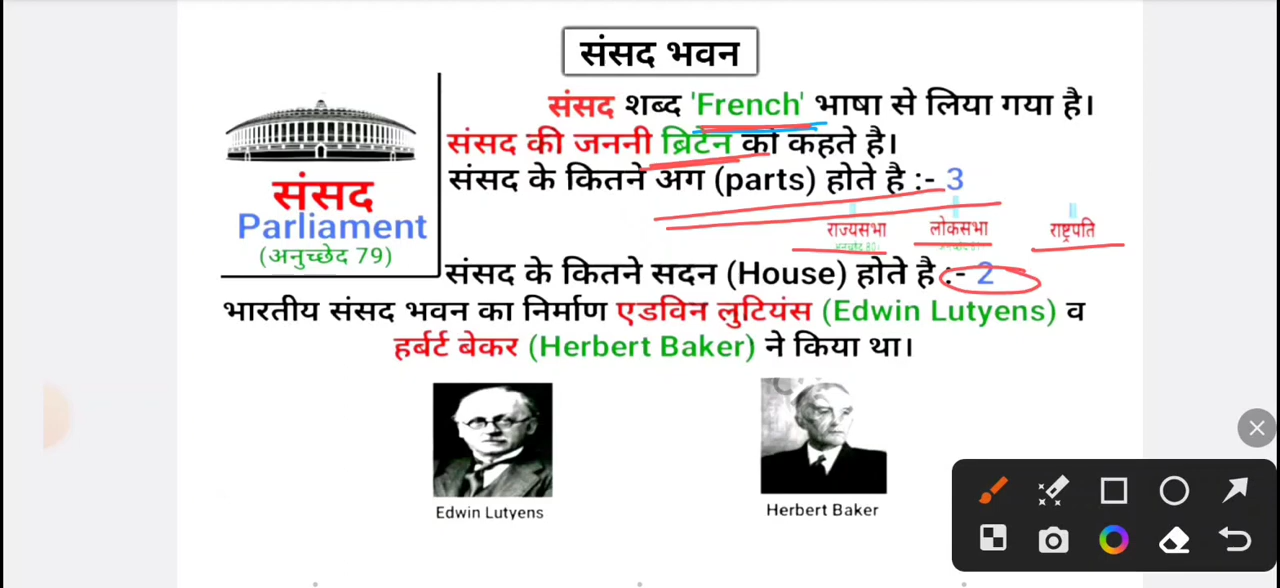 संसद भवन
संसद शब्द 'French' भाषा से लिया गया है।
संसद की जननी ब्रिटेन को कहते है।
संसद के कितने अंग (parts) होते है :- 3
राज्यसभा लोकसभा राष्ट्रपति
संसद
Parliament
(अनुच्छेद 79)
संसद के कितने सदन (House) होते है :- 2
भारतीय संसद भवन का निर्माण एडविन लुटियंस (Edwin Lutyens) व
हर्बर्ट बेकर (Herbert Baker) ने किया था।
Edwin Lutyens
Herbert Baker